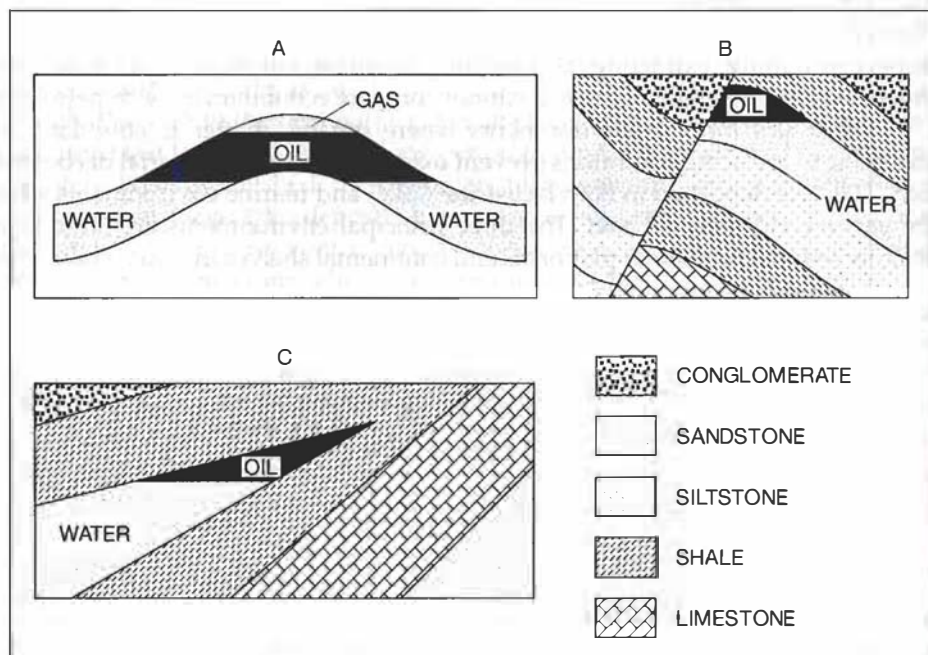 A
GAS
OIL
WATER
WATER
B
OIL
WATER
C
OIL
WATER
CONGLOMERATE
SANDSTONE
SILTSTONE
SHALE
LIMESTONE